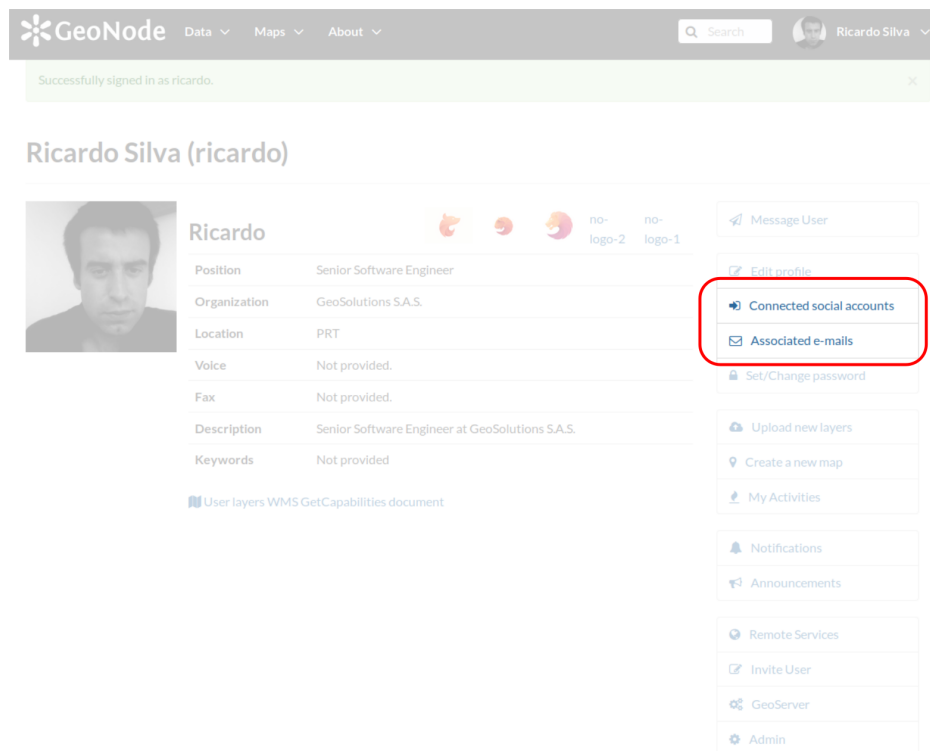 GeoNode Data Maps About Search Ricardo Silva
Successfully signed in as ricardo.
×
Ricardo Silva (ricardo)
Ricardo
no-logo-2
no-logo-1
Position Senior Software Engineer
Organization GeoSolutions S.A.S.
Location PRT
Voice Not provided.
Fax Not provided.
Description Senior Software Engineer at GeoSolutions S.A.S.
Keywords Not provided
User layers WMS GetCapabilities document
Message User
Edit profile
Connected social accounts
Associated e-mails
Set/Change password
Upload new layers
Create a new map
My Activities
Notifications
Announcements
Remote Services
Invite User
GeoServer
Admin